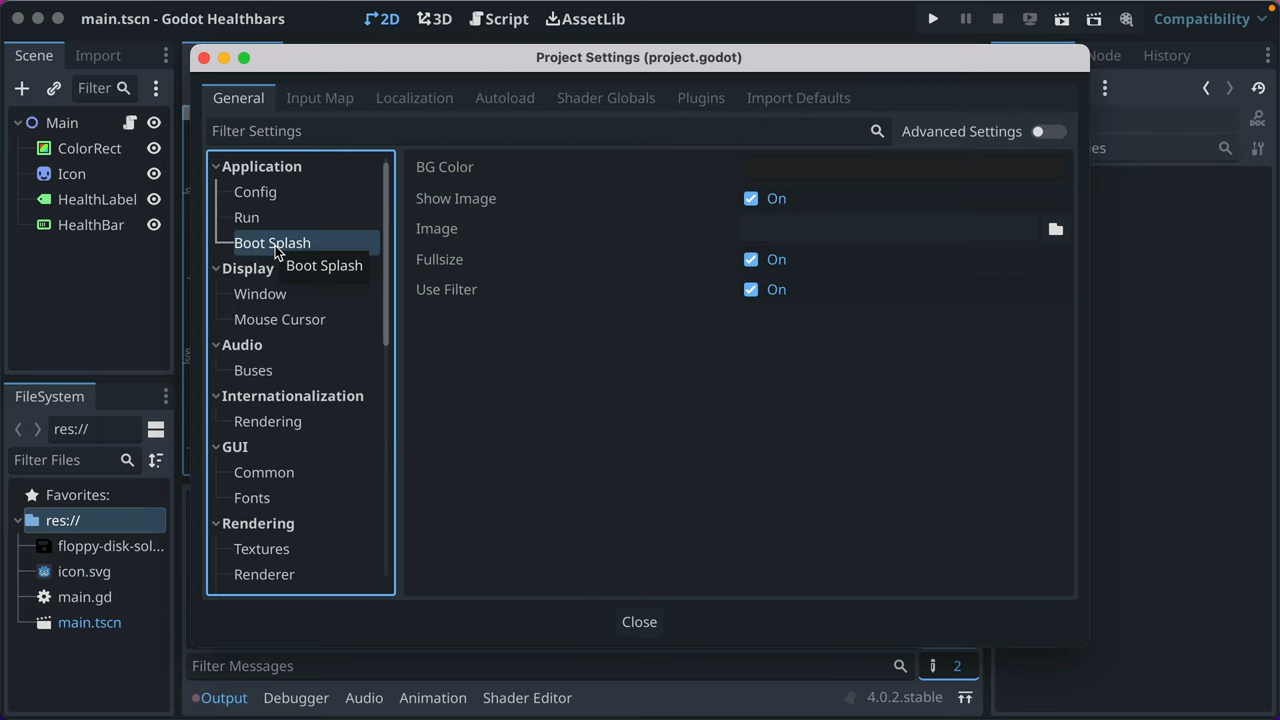 main.tscn - Godot Healthbars
2D
3D
Script
AssetLib
Compatibility
Scene
Import
Filter
Main
ColorRect
Icon
HealthLabel
HealthBar
FileSystem
res://
Filter Files
Favorites:
res://
floppy-disk-sol...
icon.svg
main.gd
main.tscn
Project Settings (project.godot)
General
Input Map
Localization
Autoload
Shader Globals
Plugins
Import Defaults
Filter Settings
Advanced Settings
Application
Config
Run
Boot Splash
Boot Splash
Display
Window
Mouse Cursor
Audio
Buses
Internationalization
Rendering
GUI
Common
Fonts
Rendering
Textures
Renderer
BG Color
Show Image
On
Image
Fullsize
On
Use Filter
On
Close
Node
History
DOC
ies
Filter Messages
2
Output
Debugger
Audio
Animation
Shader Editor
4.0.2.stable